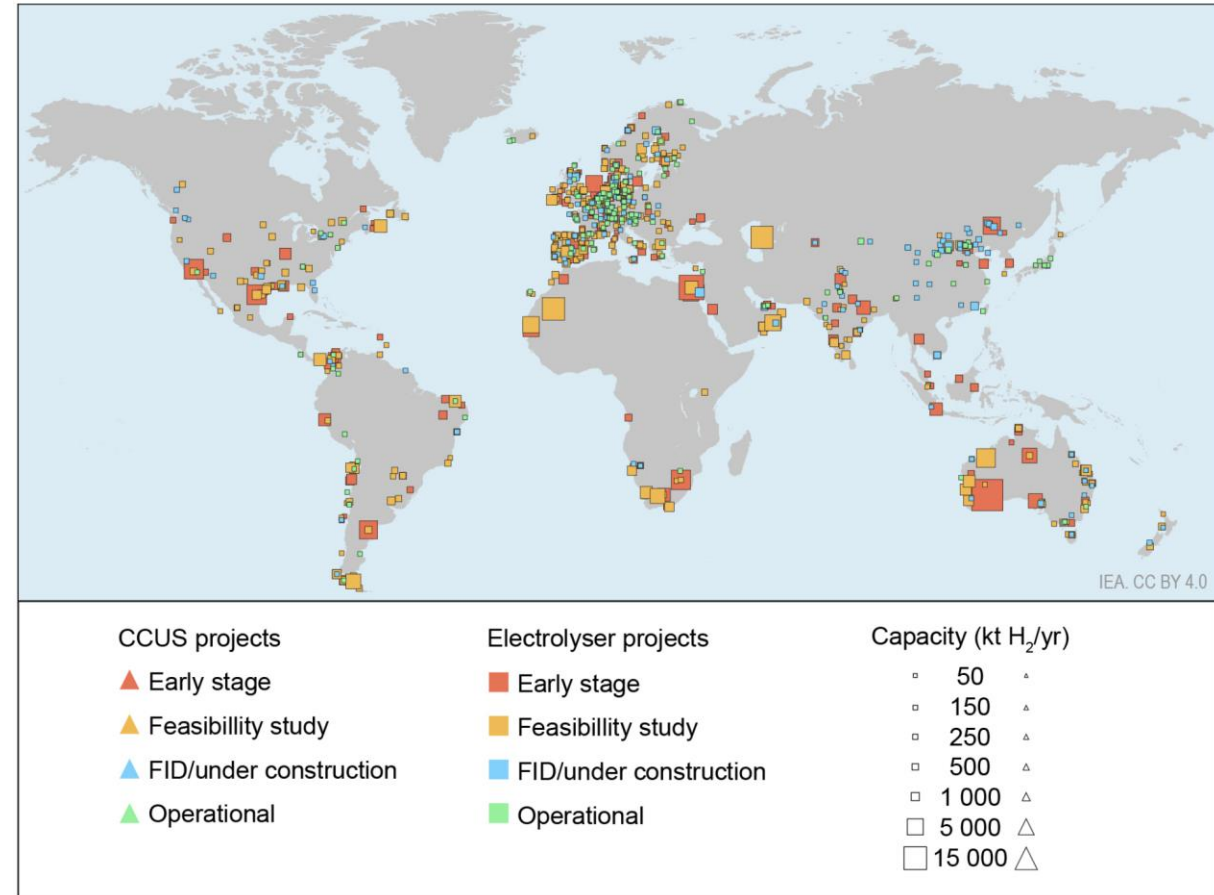 IEA. CC BY 4.0
CCUS projects
Early stage
Feasibillity study
FID/under construction
Operational
Electrolyser projects
Early stage
Feasibillity study
FID/under construction
Operational
Capacity (kt H₂/yr)
50
150
250
500
1 000
5 000
15 000